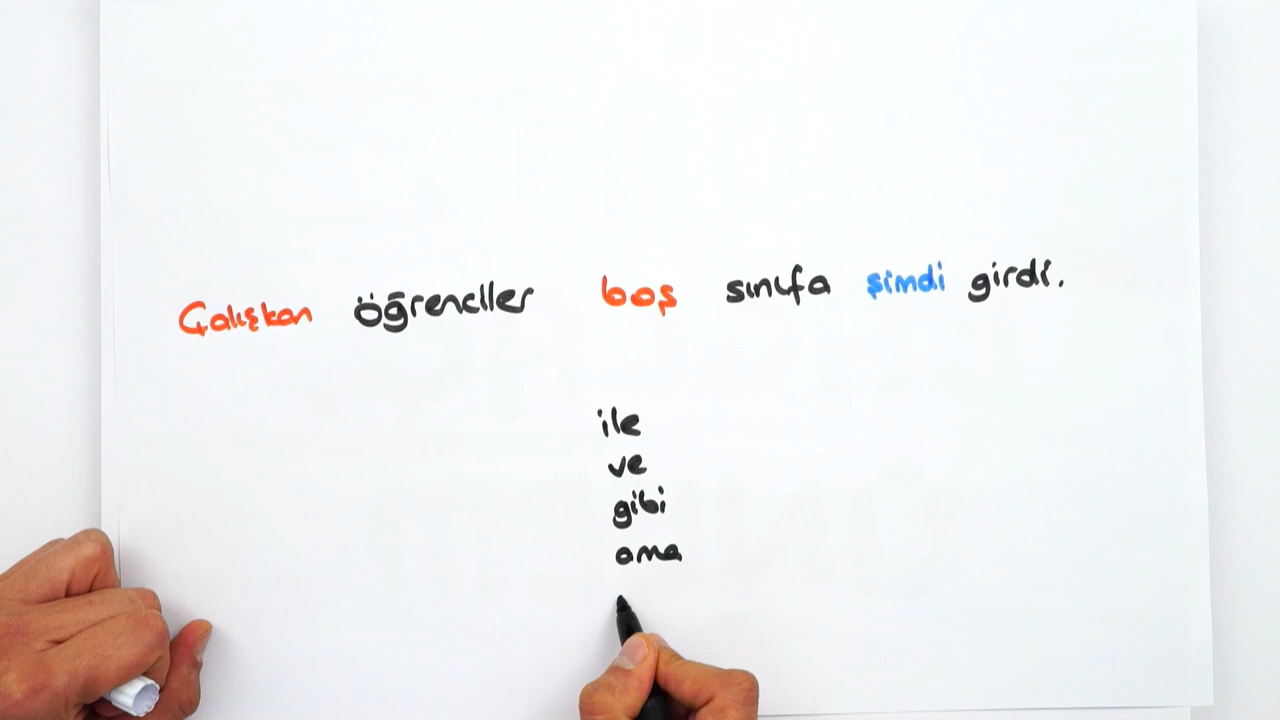 Çalışkan öğrenciler boş sınıfa şimdi girdi.
ile
ve
gibi
ama